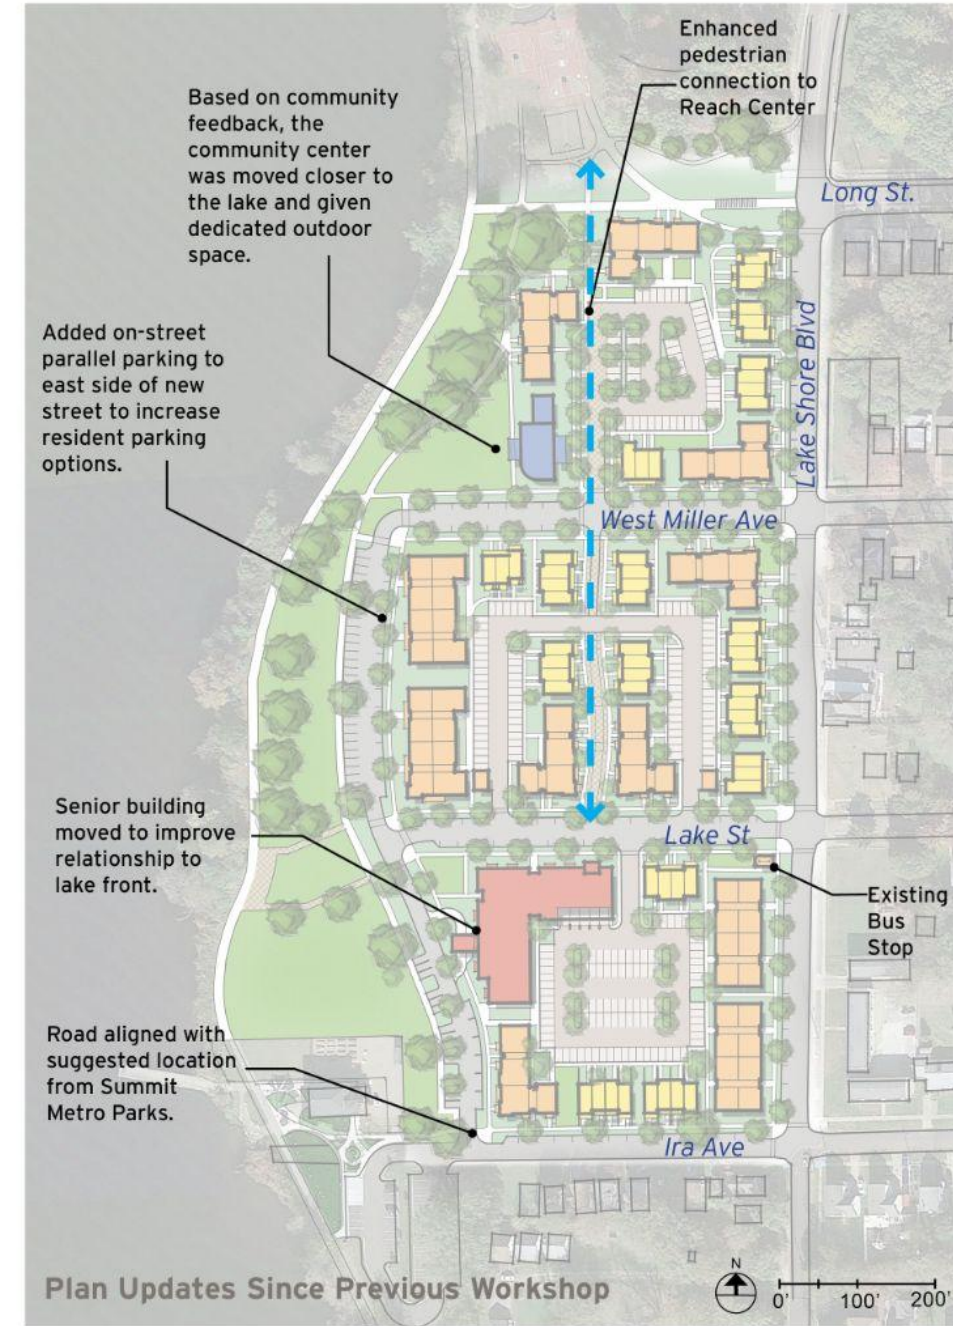 Enhanced
pedestrian
connection to
Reach Center
Based on community
feedback, the
community center
was moved closer to
the lake and given
dedicated outdoor
space.
Long St.
Lake Shore Blvd
Added on-street
parallel parking to
east side of new
street to increase
resident parking
options.
West Miller Ave
Senior building
moved to improve
relationship to
lake front.
Lake St
Existing
Bus
Stop
Road aligned with
suggested location
from Summit
Metro Parks.
Ira Ave
Plan Updates Since Previous Workshop
N
0' 100' 200'